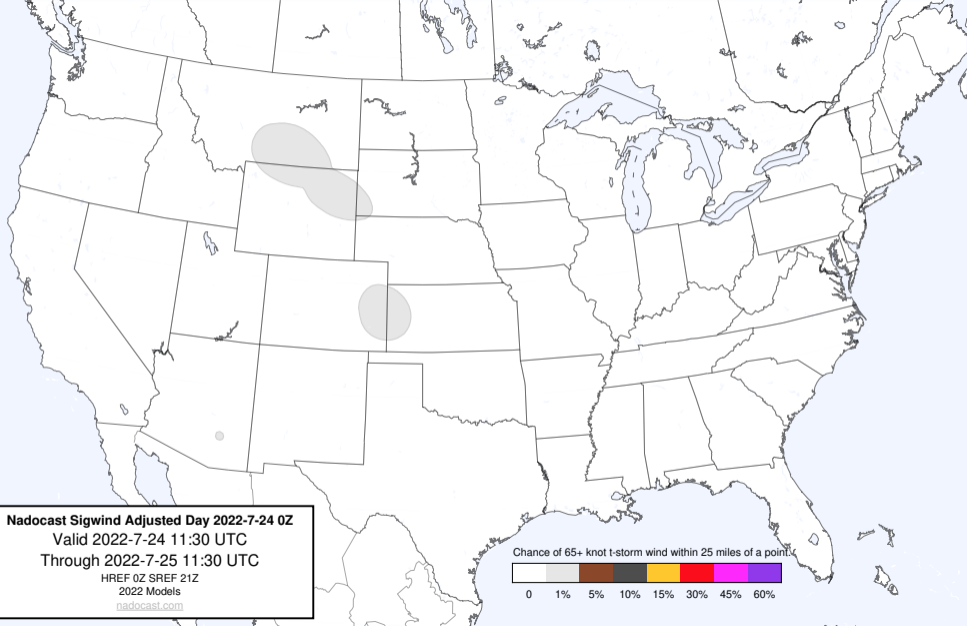 Nadocast Sigwind Adjusted Day 2022-7-24 0Z
Valid 2022-7-24 11:30 UTC
Through 2022-7-25 11:30 UTC
HREF 0Z SREF 21Z
2022 Models
nadocast.com
Chance of 65+ knot t-storm wind within 25 miles of a point.
0 1% 5% 10% 15% 30% 45% 60%